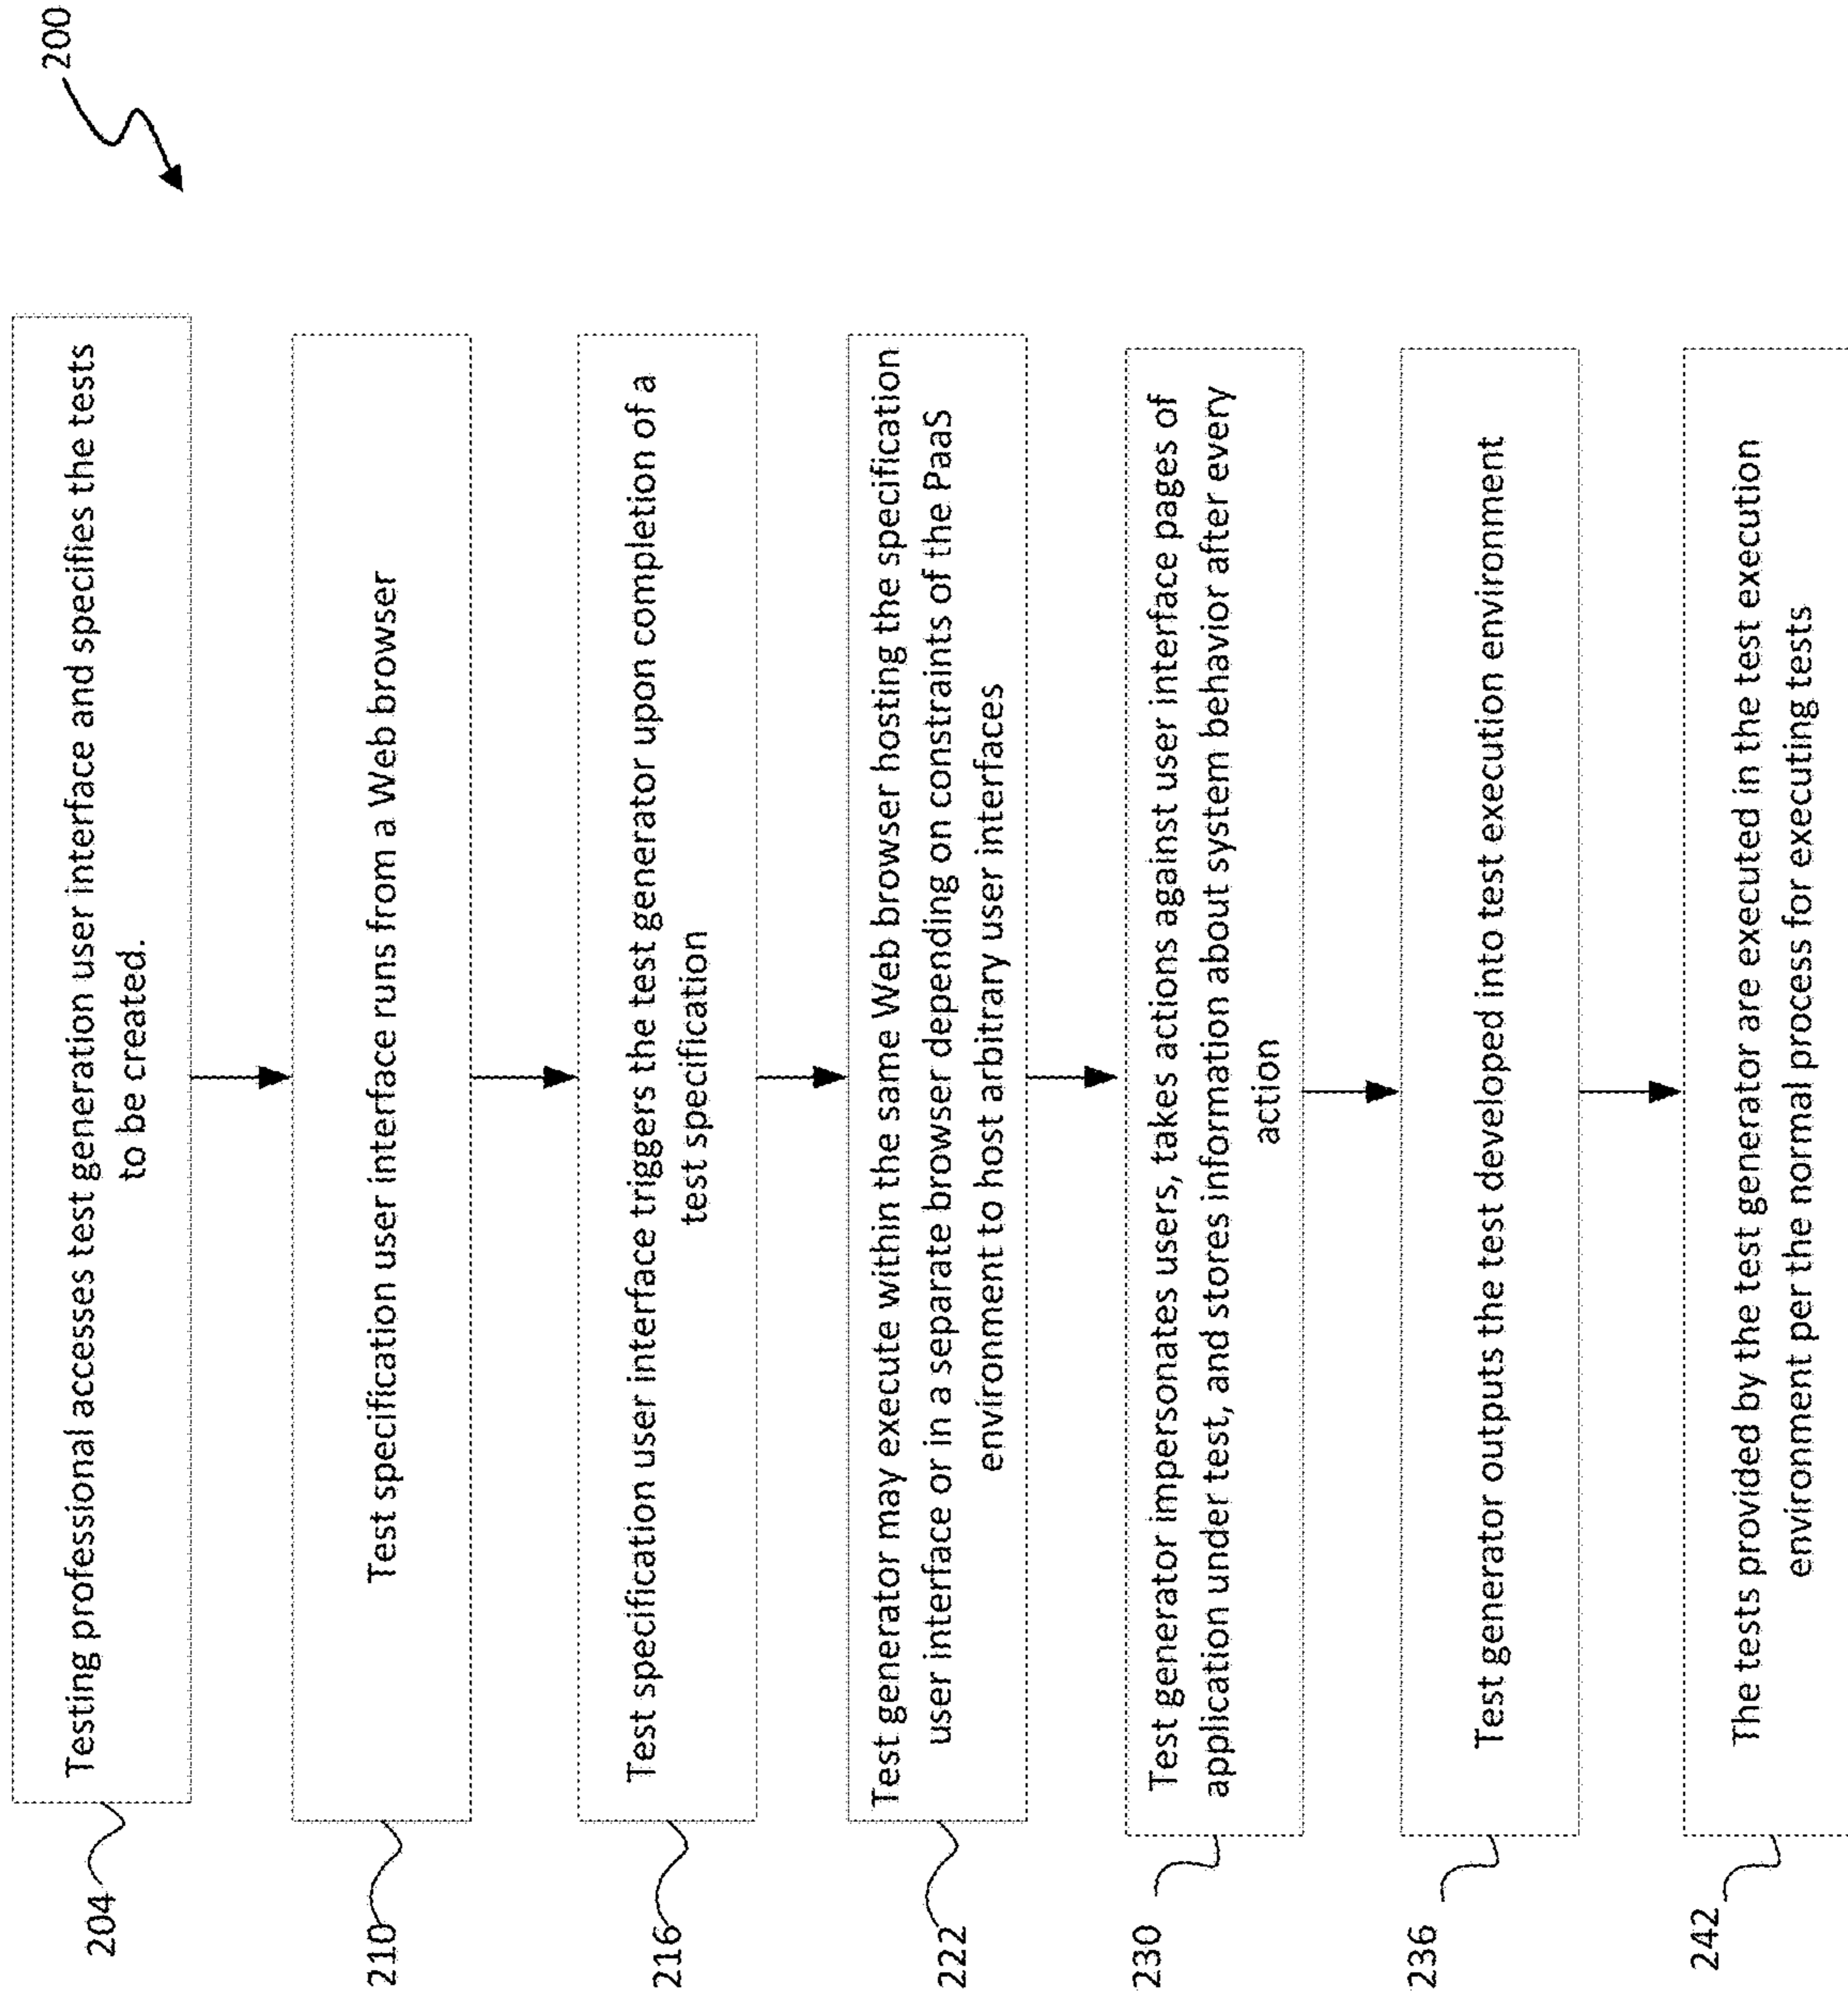 200
204
Testing professional accesses test generation user interface and specifies the tests
to be created.
210
Test specification user interface runs from a Web browser
216
Test specification user interface triggers the test generator upon completion of a
test specification
222
Test generator may execute within the same Web browser hosting the specification
user interface or in a separate browser depending on constraints of the PaaS
environment to host arbitrary user interfaces
230
Test generator impersonates users, takes actions against user interface pages of
application under test, and stores information about system behavior after every
action
236
Test generator outputs the test developed into test execution environment
242
The tests provided by the test generator are executed in the test execution
environment per the normal process for executing tests